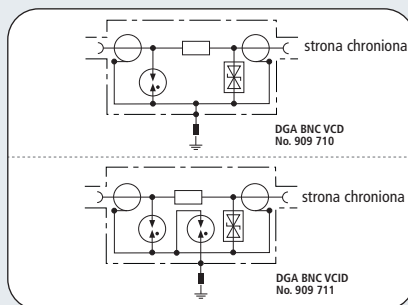 strona chroniona
DGA BNC VCD
No. 909 710
strona chroniona
DGA BNC VCID
No. 909 711